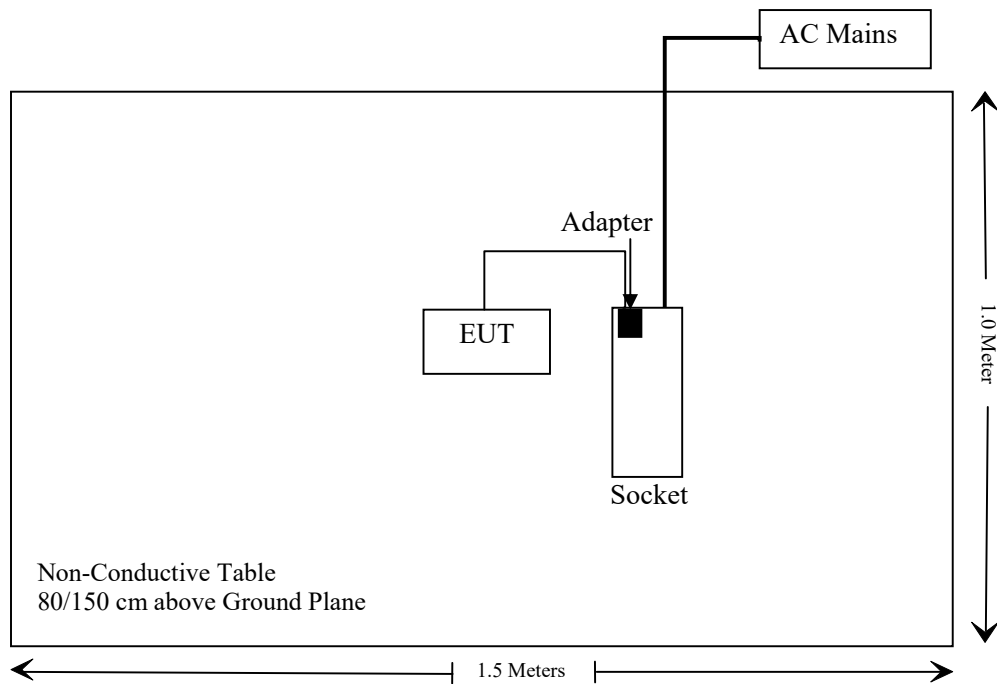 AC Mains
Adapter
EUT
1.0 Meter
Socket
Non-Conductive Table
80/150 cm above Ground Plane
1.5 Meters